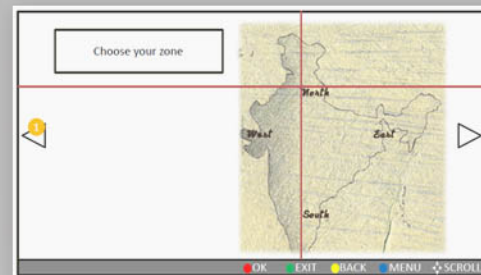 Choose your zone
North
1
West East
South
OK EXIT BACK MENU SCROLL